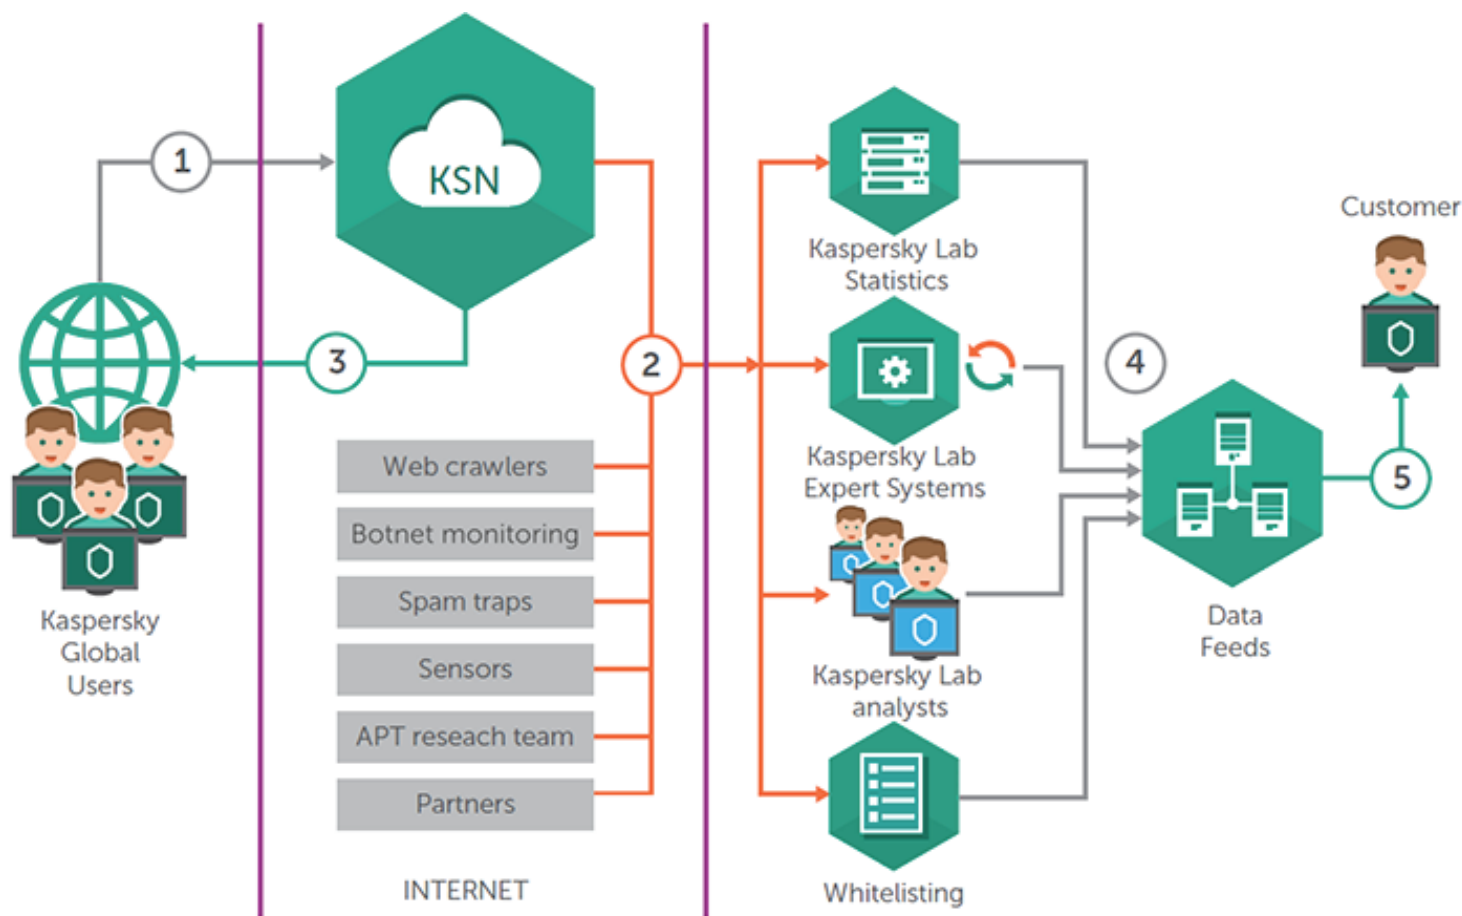 1
KSN
3
2
Kaspersky
Global
Users
Web crawlers
Botnet monitoring
Spam traps
Sensors
APT reseach team
Partners
INTERNET
Kaspersky Lab
Statistics
Kaspersky Lab
Expert Systems
Kaspersky Lab
analysts
Whitelisting
4
Data
Feeds
5
Customer